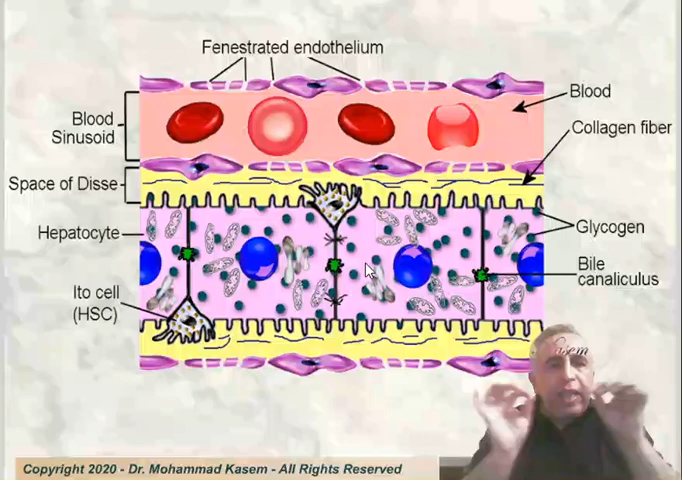 Fenestrated endothelium
Blood
Blood
Sinusoid
Collagen fiber
Space of Disse
Glycogen
Hepatocyte
Bile
canaliculus
Ito cell
(HSC)
Copyright 2020 - Dr. Mohammad Kasem - All Rights Reserved